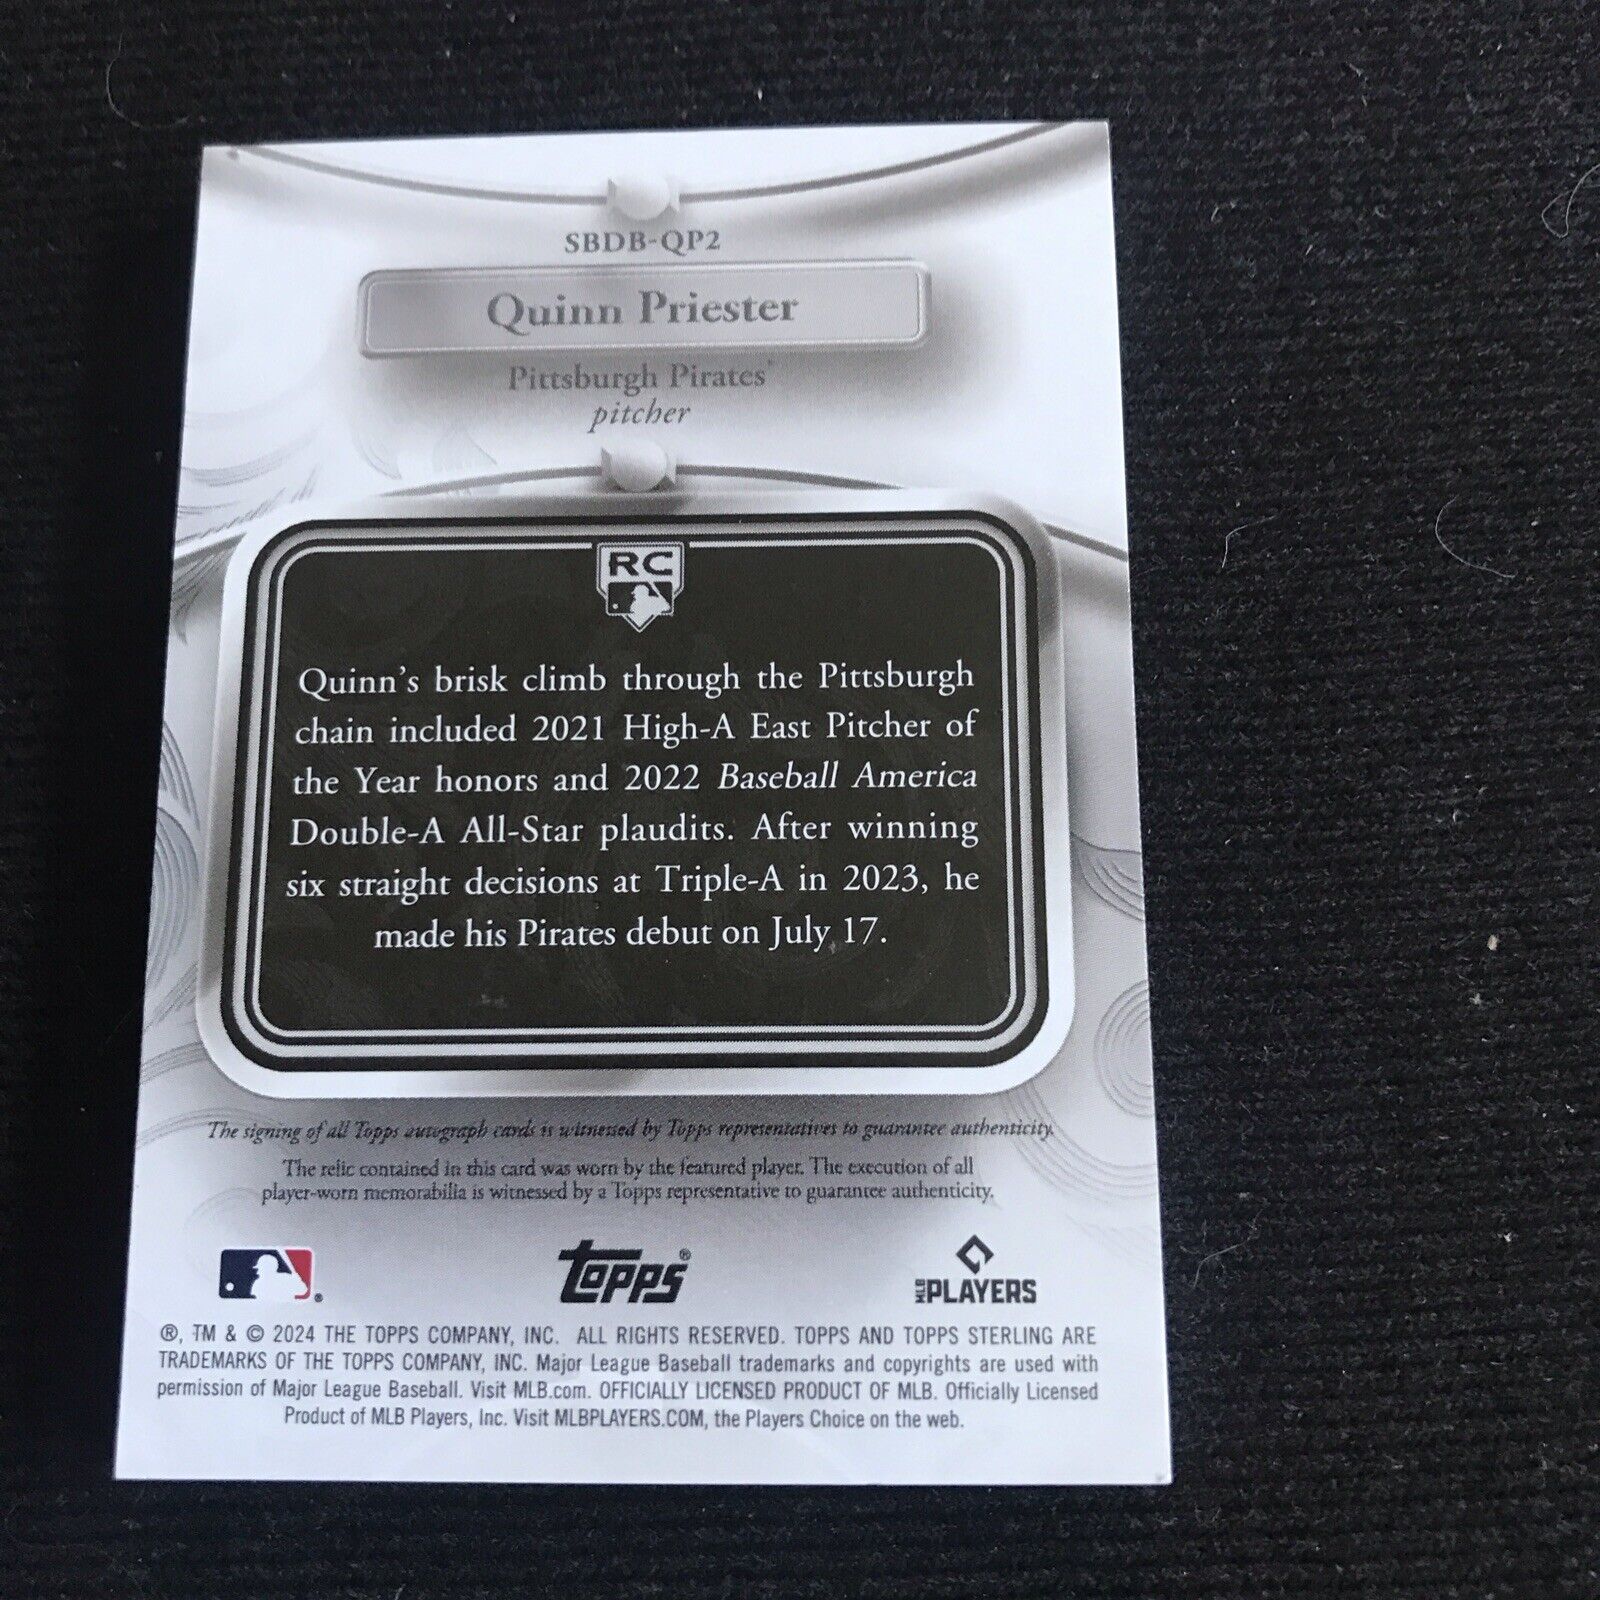 SBDB-QP2
Quinn Priester
Pittsburgh Pirates®
pitcher
RC
Quinn's brisk climb through the Pittsburgh
chain included 2021 High-A East Pitcher of
the Year honors and 2022 Baseball America
Double-A All-Star plaudits. After winning
six straight decisions at Triple-A in 2023, he
made his Pirates debut on July 17.
The signing of all Topps autograph cards is witnessed by Topps representatives to guarantee authenticity.
The relic contained in this card was worn by the featured player. The execution of all
player-worn memorabilia is witnessed by a Topps representative to guarantee authenticity.
®
topps®
MLB PLAYERS
®, TM & © 2024 THE TOPPS COMPANY, INC. ALL RIGHTS RESERVED. TOPPS AND TOPPS STERLING ARE
TRADEMARKS OF THE TOPPS COMPANY, INC. Major League Baseball trademarks and copyrights are used with
permission of Major League Baseball. Visit MLB.com. OFFICIALLY LICENSED PRODUCT OF MLB. Officially Licensed
Product of MLB Players, Inc. Visit MLBPLAYERS.COM, the Players Choice on the web.